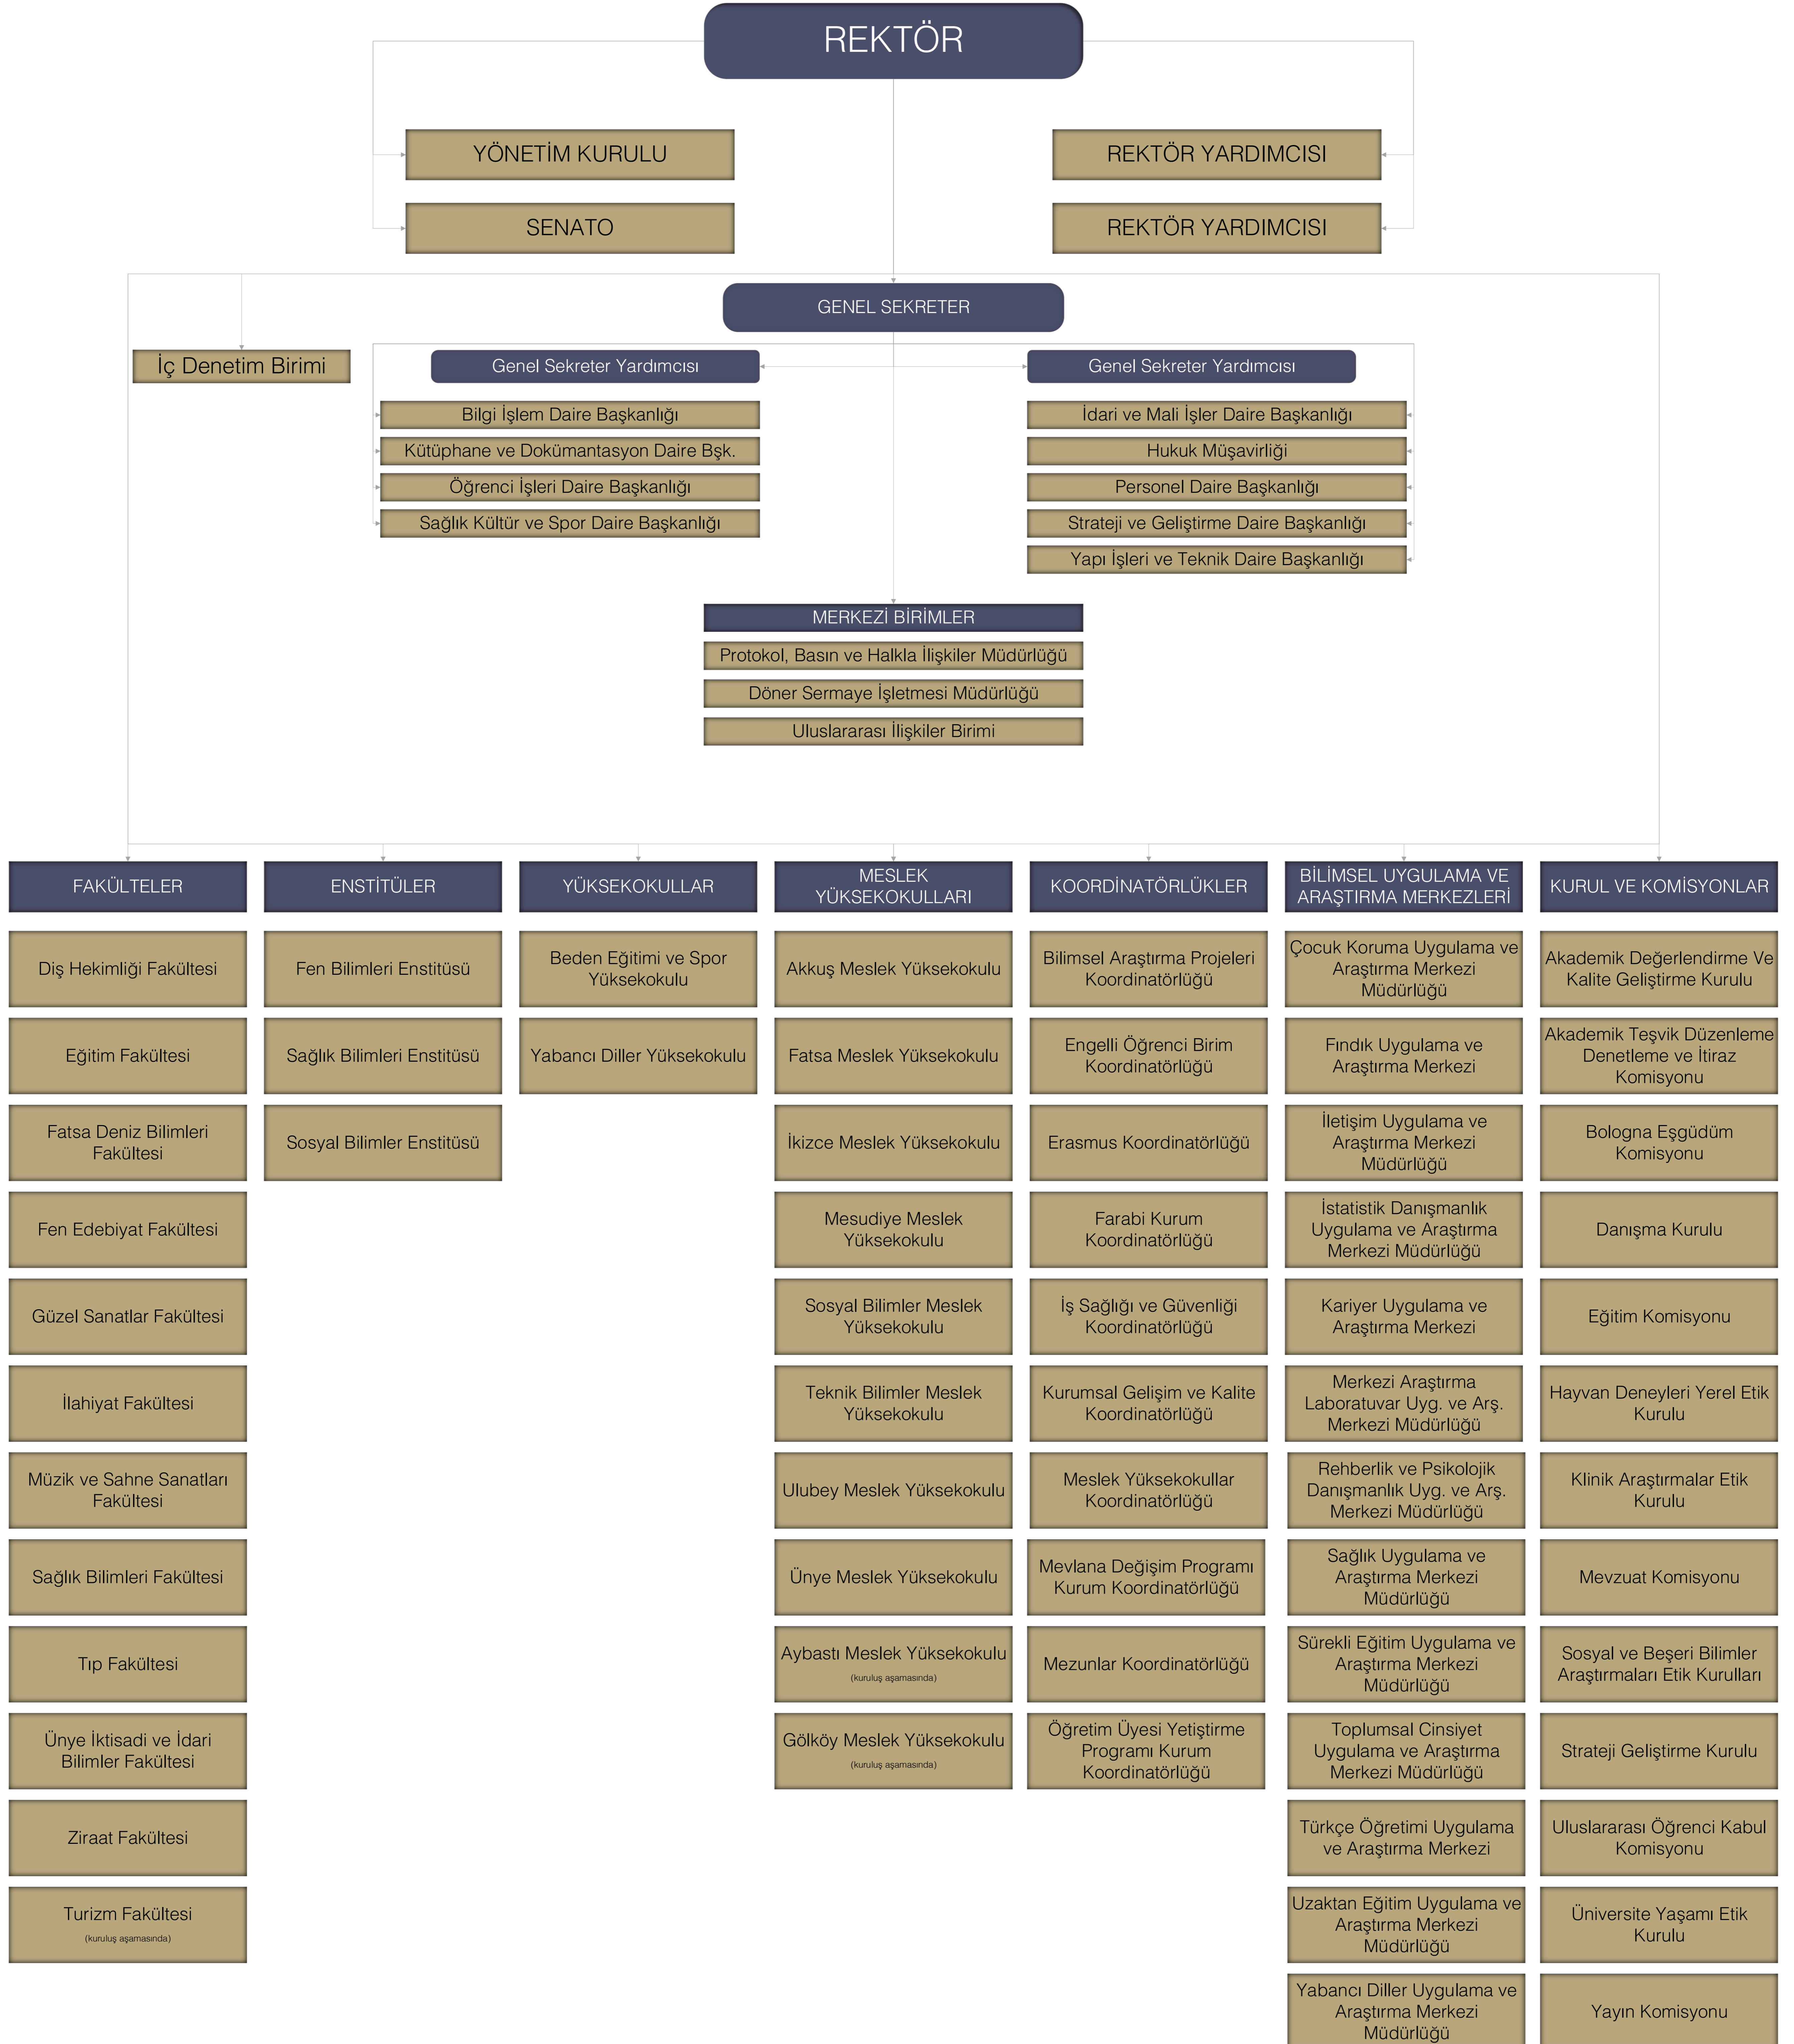 REKTÖR
YÖNETİM KURULU
REKTÖR YARDIMCISI
SENATO
REKTÖR YARDIMCISI
GENEL SEKRETER
İç Denetim Birimi
Genel Sekreter Yardımcısı
Genel Sekreter Yardımcısı
Bilgi İşlem Daire Başkanlığı
Kütüphane ve Dokümantasyon Daire Bşk.
Öğrenci İşleri Daire Başkanlığı
Sağlık Kültür ve Spor Daire Başkanlığı
İdari ve Mali İşler Daire Başkanlığı
Hukuk Müşavirliği
Personel Daire Başkanlığı
Strateji ve Geliştirme Daire Başkanlığı
Yapı İşleri ve Teknik Daire Başkanlığı
MERKEZİ BİRİMLER
Protokol, Basın ve Halkla İlişkiler Müdürlüğü
Döner Sermaye İşletmesi Müdürlüğü
Uluslararası İlişkiler Birimi
FAKÜLTELER
Diş Hekimliği Fakültesi
Eğitim Fakültesi
Fatsa Deniz Bilimleri
Fakültesi
Fen Edebiyat Fakültesi
Güzel Sanatlar Fakültesi
İlahiyat Fakültesi
Müzik ve Sahne Sanatları
Fakültesi
Sağlık Bilimleri Fakültesi
Tıp Fakültesi
Ünye İktisadi ve İdari
Bilimler Fakültesi
Ziraat Fakültesi
Turizm Fakültesi
(kuruluş aşamasında)
ENSTİTÜLER
Fen Bilimleri Enstitüsü
Sağlık Bilimleri Enstitüsü
Sosyal Bilimler Enstitüsü
YÜKSEKOKULLAR
Beden Eğitimi ve Spor
Yüksekokulu
Yabancı Diller Yüksekokulu
MESLEK
YÜKSEKOKULLARI
Akkuş Meslek Yüksekokulu
Fatsa Meslek Yüksekokulu
İkizce Meslek Yüksekokulu
Mesudiye Meslek
Yüksekokulu
Sosyal Bilimler Meslek
Yüksekokulu
Teknik Bilimler Meslek
Yüksekokulu
Ulubey Meslek Yüksekokulu
Ünye Meslek Yüksekokulu
Aybastı Meslek Yüksekokulu
(kuruluş aşamasında)
Gölköy Meslek Yüksekokulu
(kuruluş aşamasında)
KOORDİNATÖRLÜKLER
Bilimsel Araştırma Projeleri
Koordinatörlüğü
Engelli Öğrenci Birim
Koordinatörlüğü
Erasmus Koordinatörlüğü
Farabi Kurum
Koordinatörlüğü
İş Sağlığı ve Güvenliği
Koordinatörlüğü
Kurumsal Gelişim ve Kalite
Koordinatörlüğü
Meslek Yüksekokullar
Koordinatörlüğü
Mevlana Değişim Programı
Kurum Koordinatörlüğü
Mezunlar Koordinatörlüğü
Öğretim Üyesi Yetiştirme
Programı Kurum
Koordinatörlüğü
BİLİMSEL UYGULAMA VE
ARAŞTIRMA MERKEZLERİ
Çocuk Koruma Uygulama ve
Araştırma Merkezi
Müdürlüğü
Fındık Uygulama ve
Araştırma Merkezi
İletişim Uygulama ve
Araştırma Merkezi
Müdürlüğü
İstatistik Danışmanlık
Uygulama ve Araştırma
Merkezi Müdürlüğü
Kariyer Uygulama ve
Araştırma Merkezi
Merkezi Araştırma
Laboratuvar Uyg. ve Arş.
Merkezi Müdürlüğü
Rehberlik ve Psikolojik
Danışmanlık Uyg. ve Arş.
Merkezi Müdürlüğü
Sağlık Uygulama ve
Araştırma Merkezi
Müdürlüğü
Sürekli Eğitim Uygulama ve
Araştırma Merkezi
Müdürlüğü
Toplumsal Cinsiyet
Uygulama ve Araştırma
Merkezi Müdürlüğü
Türkçe Öğretimi Uygulama
ve Araştırma Merkezi
Uzaktan Eğitim Uygulama ve
Araştırma Merkezi
Müdürlüğü
Yabancı Diller Uygulama ve
Araştırma Merkezi
Müdürlüğü
KURUL VE KOMİSYONLAR
Akademik Değerlendirme Ve
Kalite Geliştirme Kurulu
Akademik Teşvik Düzenleme
Denetleme ve İtiraz
Komisyonu
Bologna Eşgüdüm
Komisyonu
Danışma Kurulu
Eğitim Komisyonu
Hayvan Deneyleri Yerel Etik
Kurulu
Klinik Araştırmalar Etik
Kurulu
Mevzuat Komisyonu
Sosyal ve Beşeri Bilimler
Araştırmaları Etik Kurulları
Strateji Geliştirme Kurulu
Uluslararası Öğrenci Kabul
Komisyonu
Üniversite Yaşamı Etik
Kurulu
Yayın Komisyonu